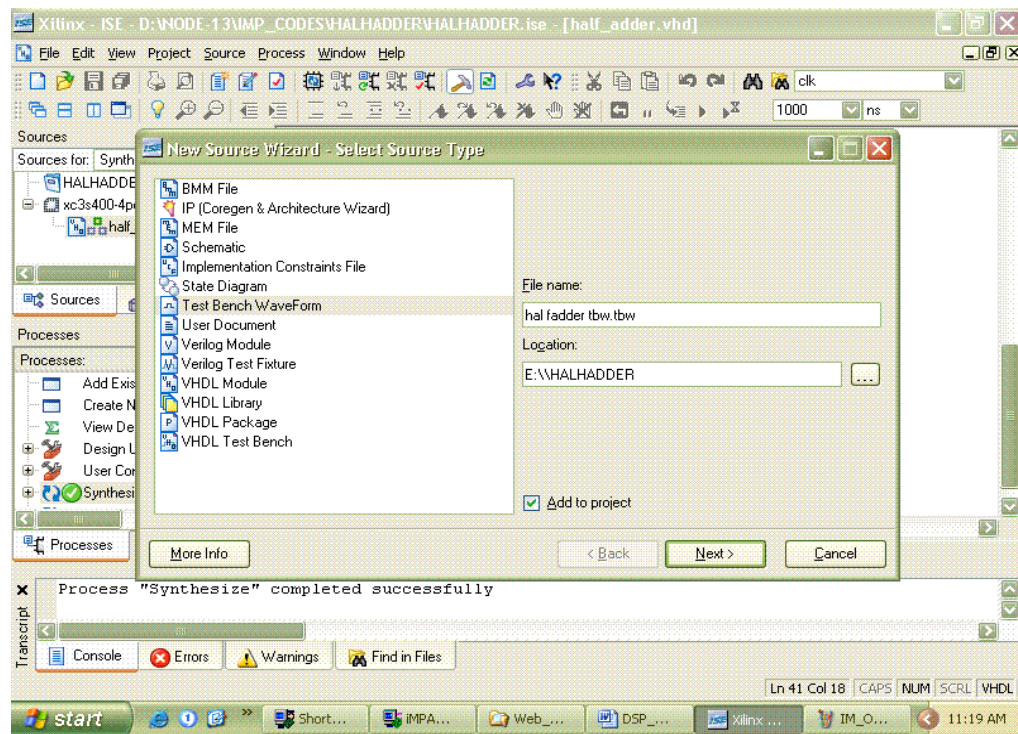 Xilinx - ISE - D:\NODE-13\IMP_CODES\HALHADDER\HALHADDER.ise - [half_adder.vhd]
File Edit View Project Source Process Window Help
clk
1000 ns
Sources
Sources for: Synth
HALHADDE
xc3s400-4p
half_
Sources
Processes
Processes:
Add Exis
Create N
View De
Design U
User Cor
Synthesi
Processes
New Source Wizard - Select Source Type
BMM File
IP (Coregen & Architecture Wizard)
MEM File
Schematic
Implementation Constraints File
State Diagram
Test Bench WaveForm
User Document
Verilog Module
Verilog Test Fixture
VHDL Module
VHDL Library
VHDL Package
VHDL Test Bench
File name:
hal fadder tbw.tbw
Location:
E:\\HALHADDER
...
Add to project
More Info
< Back
Next >
Cancel
Process "Synthesize" completed successfully
Transcript
Console Errors Warnings Find in Files
Ln 41 Col 18 CAPS NUM SCRL VHDL
start » Short... iMPA... Web_... DSP_... Xilinx ... IM_O... 11:19 AM